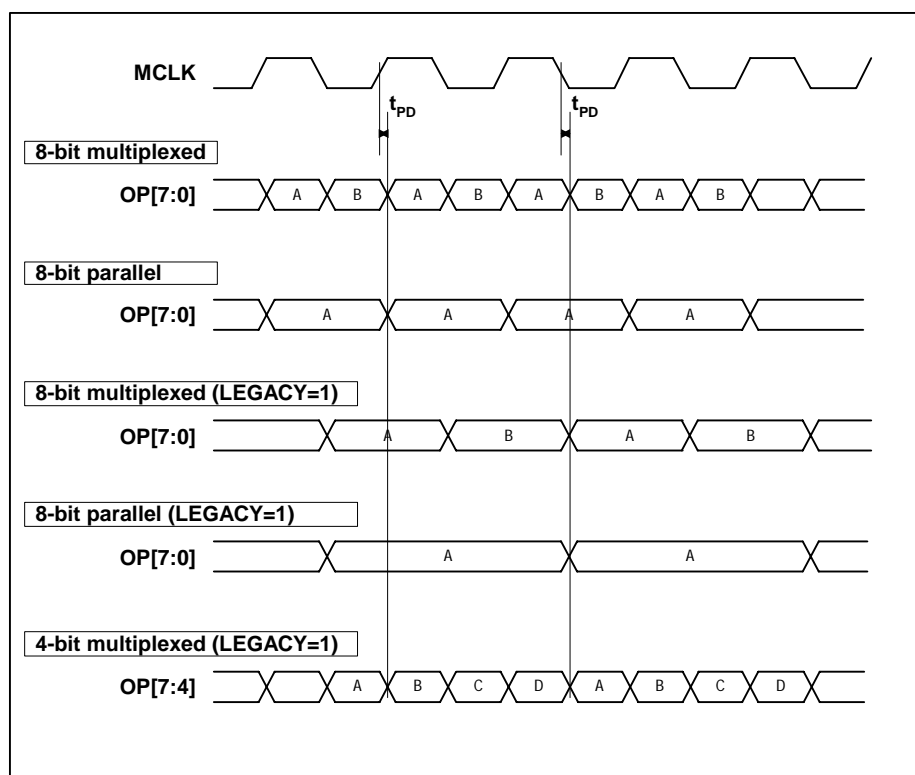 MCLK
tPD tPD
8-bit multiplexed
OP[7:0] A B A B A B A B
8-bit parallel
OP[7:0] A A A A
8-bit multiplexed (LEGACY=1)
OP[7:0] A B A B
8-bit parallel (LEGACY=1)
OP[7:0] A A
4-bit multiplexed (LEGACY=1)
OP[7:4] A B C D A B C D